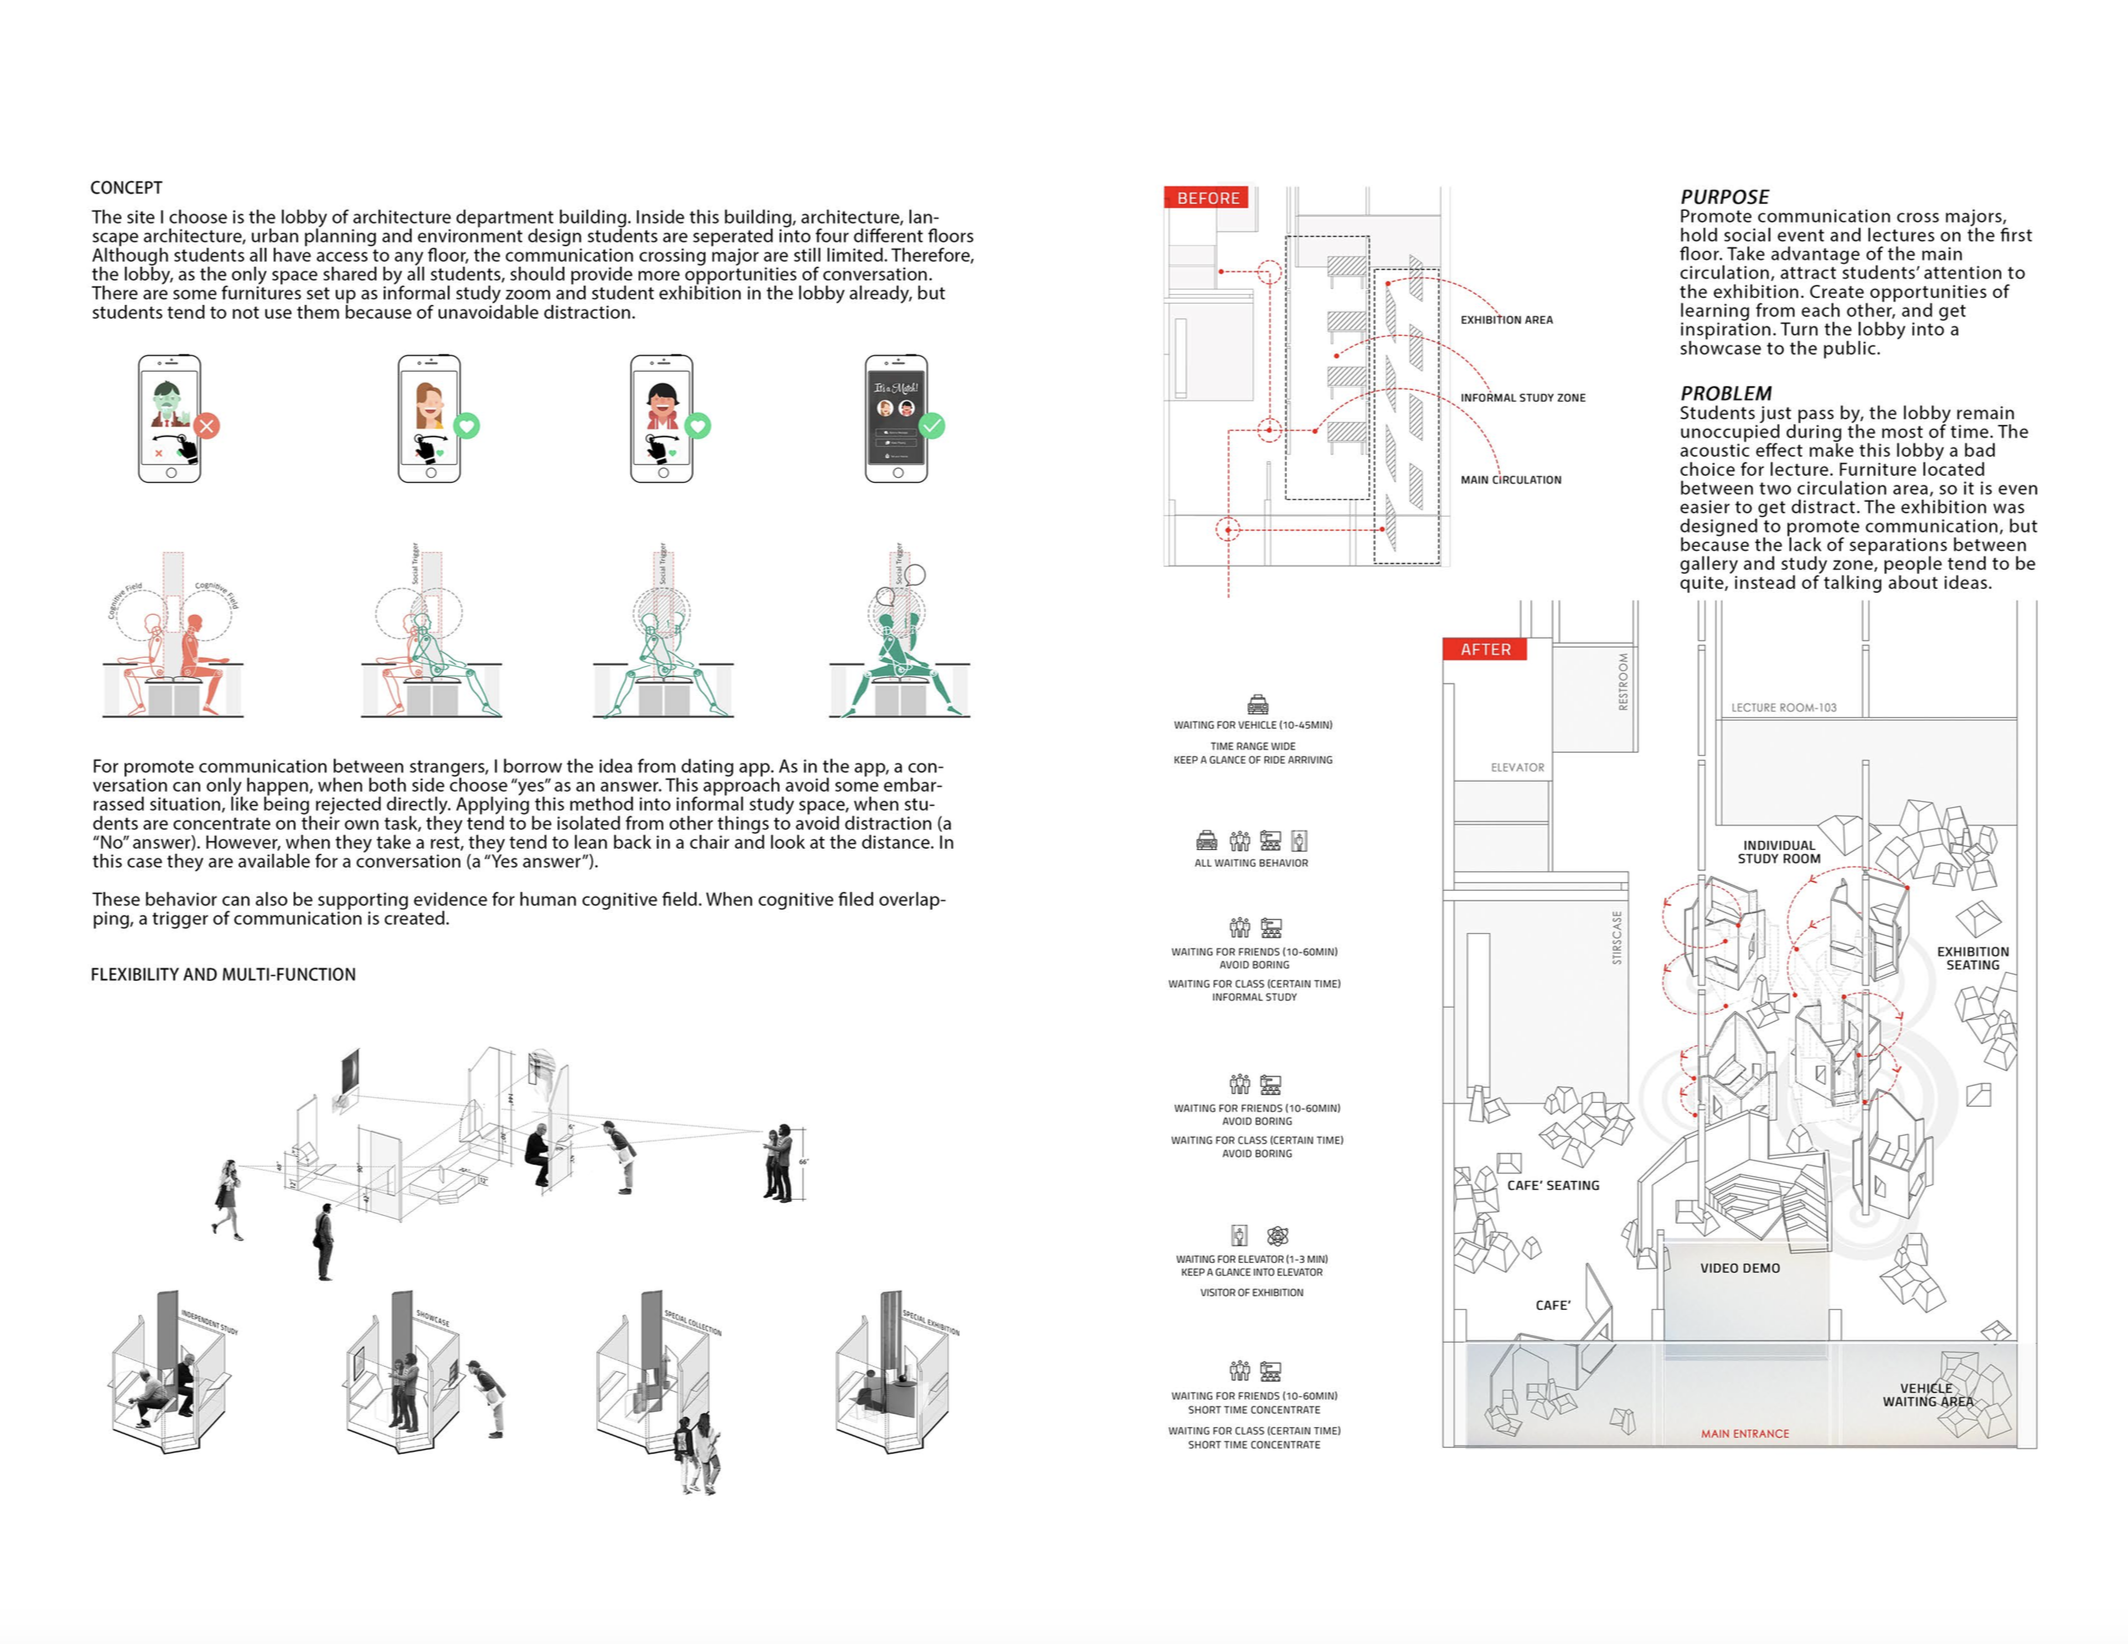 CONCEPT
The site I choose is the lobby of architecture department building. Inside this building, architecture, lan-
scape architecture, urban planning and environment design students are seperated into four different floors
Although students all have access to any floor, the communication crossing major are still limited. Therefore,
the lobby, as the only space shared by all students, should provide more opportunities of conversation.
There are some furnitures set up as informal study zoom and student exhibition in the lobby already, but
students tend to not use them because of unavoidable distraction.
It's a Match!
Cognitive Field
Cognitive Field
Social Trigger
Social Trigger
Social Trigger
For promote communication between strangers, I borrow the idea from dating app. As in the app, a con-
versation can only happen, when both side choose “yes” as an answer. This approach avoid some embar-
rassed situation, like being rejected directly. Applying this method into informal study space, when stu-
dents are concentrate on their own task, they tend to be isolated from other things to avoid distraction (a
“No” answer). However, when they take a rest, they tend to lean back in a chair and look at the distance. In
this case they are available for a conversation (a “Yes answer”).
These behavior can also be supporting evidence for human cognitive field. When cognitive filed overlap-
ping, a trigger of communication is created.
FLEXIBILITY AND MULTI-FUNCTION
66"
INDEPENDENT STUDY
SHOWCASE
SPECIAL COLLECTION
SPECIAL EXHIBITION
BEFORE
EXHIBITION AREA
INFORMAL STUDY ZONE
MAIN CIRCULATION
PURPOSE
Promote communication cross majors,
hold social event and lectures on the first
floor. Take advantage of the main
circulation, attract students’ attention to
the exhibition. Create opportunities of
learning from each other, and get
inspiration. Turn the lobby into a
showcase to the public.
PROBLEM
Students just pass by, the lobby remain
unoccupied during the most of time. The
acoustic effect make this lobby a bad
choice for lecture. Furniture located
between two circulation area, so it is even
easier to get distract. The exhibition was
designed to promote communication, but
because the lack of separations between
gallery and study zone, people tend to be
quite, instead of talking about ideas.
WAITING FOR VEHICLE (10-45MIN)
TIME RANGE WIDE
KEEP A GLANCE OF RIDE ARRIVING
ALL WAITING BEHAVIOR
WAITING FOR FRIENDS (10-60MIN)
AVOID BORING
WAITING FOR CLASS (CERTAIN TIME)
INFORMAL STUDY
WAITING FOR FRIENDS (10-60MIN)
AVOID BORING
WAITING FOR CLASS (CERTAIN TIME)
AVOID BORING
WAITING FOR ELEVATOR (1-3 MIN)
KEEP A GLANCE INTO ELEVATOR
VISITOR OF EXHIBITION
WAITING FOR FRIENDS (10-60MIN)
SHORT TIME CONCENTRATE
WAITING FOR CLASS (CERTAIN TIME)
SHORT TIME CONCENTRATE
AFTER
RESTROOM
LECTURE ROOM-103
ELEVATOR
INDIVIDUAL
STUDY ROOM
STIRSCASE
EXHIBITION
SEATING
CAFE' SEATING
VIDEO DEMO
CAFE'
VEHICLE
WAITING AREA
MAIN ENTRANCE